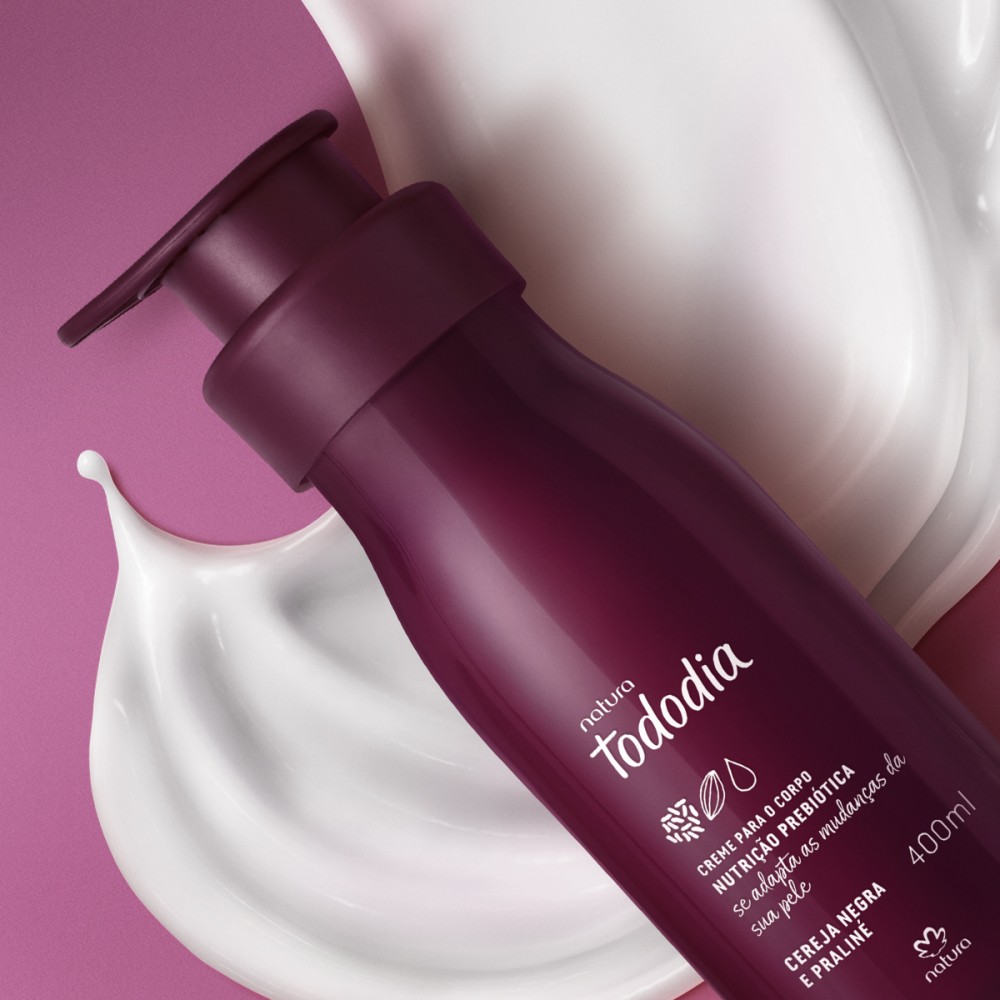 natura
tododia
CREME PARA O CORPO
NUTRIÇÃO PREBIÓTICA
se adapta as mudanças da
sua pele
400ml
CEREJA NEGRA
E PRALINÉ
natura